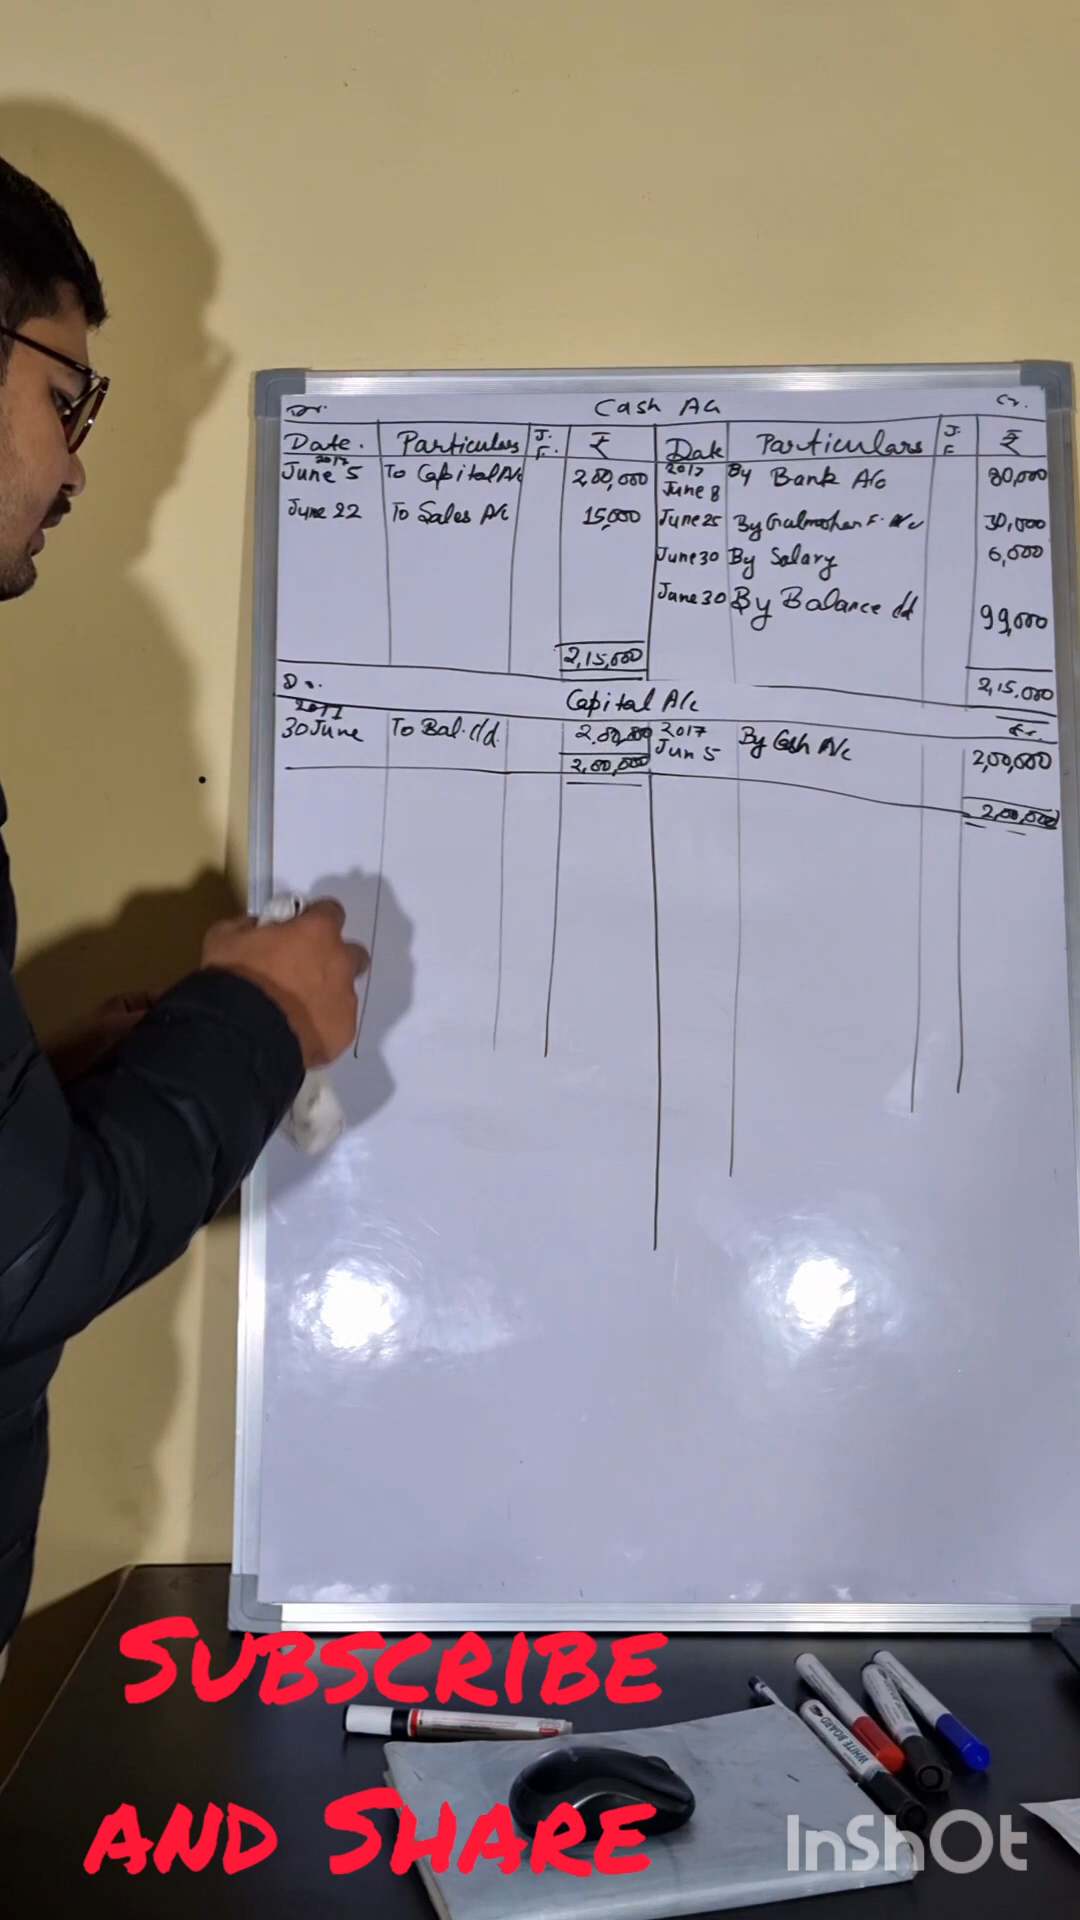 Dr. Cash A/c Cr.
Date. Particulars J.F. ₹ Date Particulars J.F ₹
2017 2017
June 5 To Capital A/c 2,00,000 June 8 By Bank A/c 80,000
June 22 To Sales A/c 15,000 June 25 By Gulmohar F. A/c 30,000
June 30 By Salary 6,000
June 30 By Balance c/d 99,000
2,15,000 2,15,000
Dr. Capital A/c Cr.
2017 2017
30 June To Bal. c/d. 2,00,000 Jun 5 By Cash A/c 2,00,000
2,00,000 2,00,000
WHITE BOARD
Subscribe
and Share
InShOt